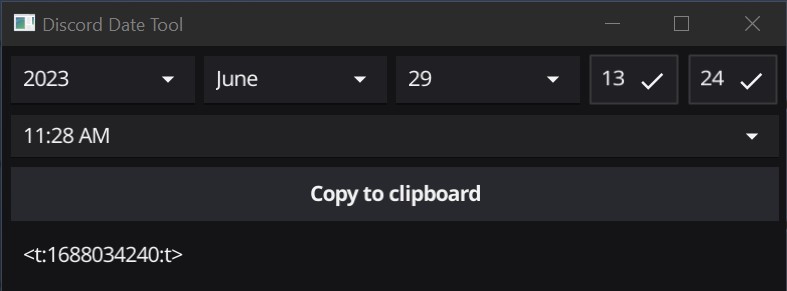 Discord Date Tool
2023 June 29 13 24
11:28 AM
Copy to clipboard
<t:1688034240:t>